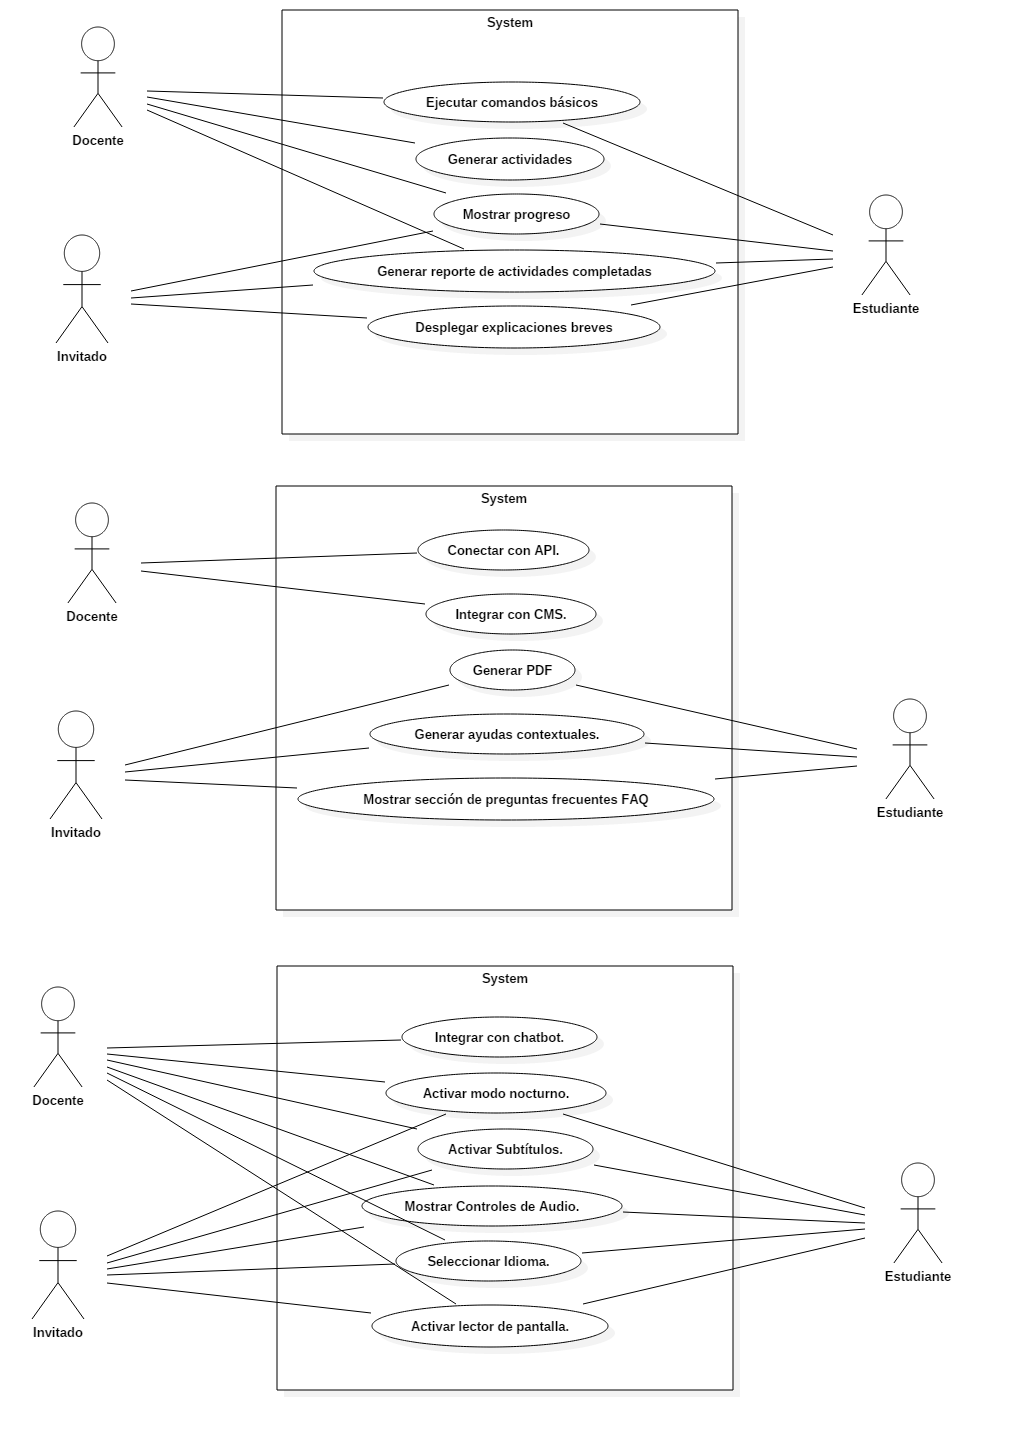 System
Docente
Ejecutar comandos básicos
Generar actividades
Mostrar progreso
Generar reporte de actividades completadas
Desplegar explicaciones breves
Estudiante
Invitado
System
Docente
Conectar con API.
Integrar con CMS.
Generar PDF
Generar ayudas contextuales.
Mostrar sección de preguntas frecuentes FAQ
Estudiante
Invitado
System
Docente
Integrar con chatbot.
Activar modo nocturno.
Activar Subtítulos.
Mostrar Controles de Audio.
Seleccionar Idioma.
Activar lector de pantalla.
Estudiante
Invitado